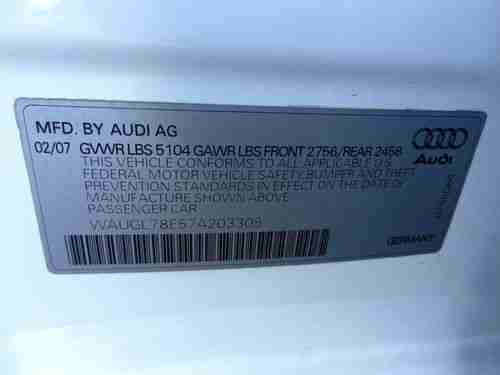 MFD. BY AUDI AG
02/07 GVWR LBS 5104 GAWR LBS FRONT 2756/REAR 2458
THIS VEHICLE CONFORMS TO ALL APPLICABLE U.S.
FEDERAL MOTOR VEHICLE SAFETY, BUMPER AND THEFT
PREVENTION STANDARDS IN EFFECT ON THE DATE OF
MANUFACTURE SHOWN ABOVE.
PASSENGER CAR
WAUGL78E57A203305
Audi
GERMANY